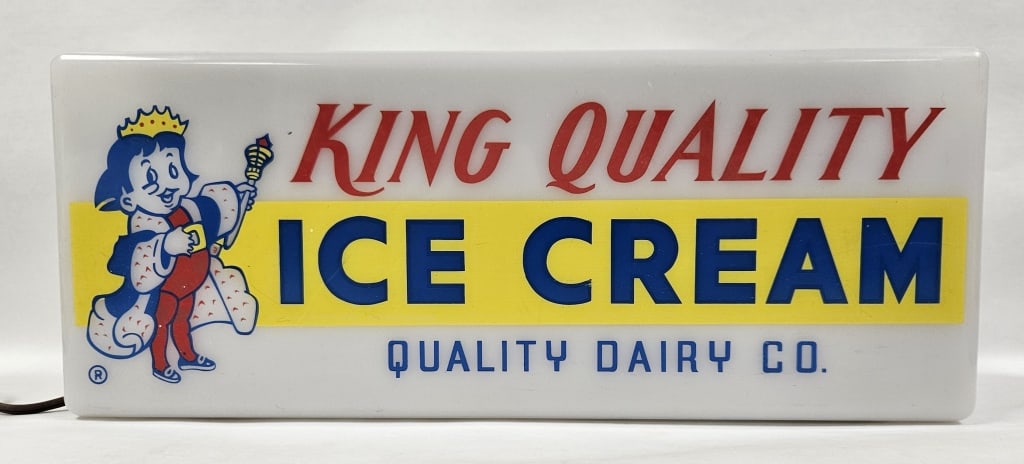 KING QUALITY
ICE CREAM
QUALITY DAIRY CO.
®